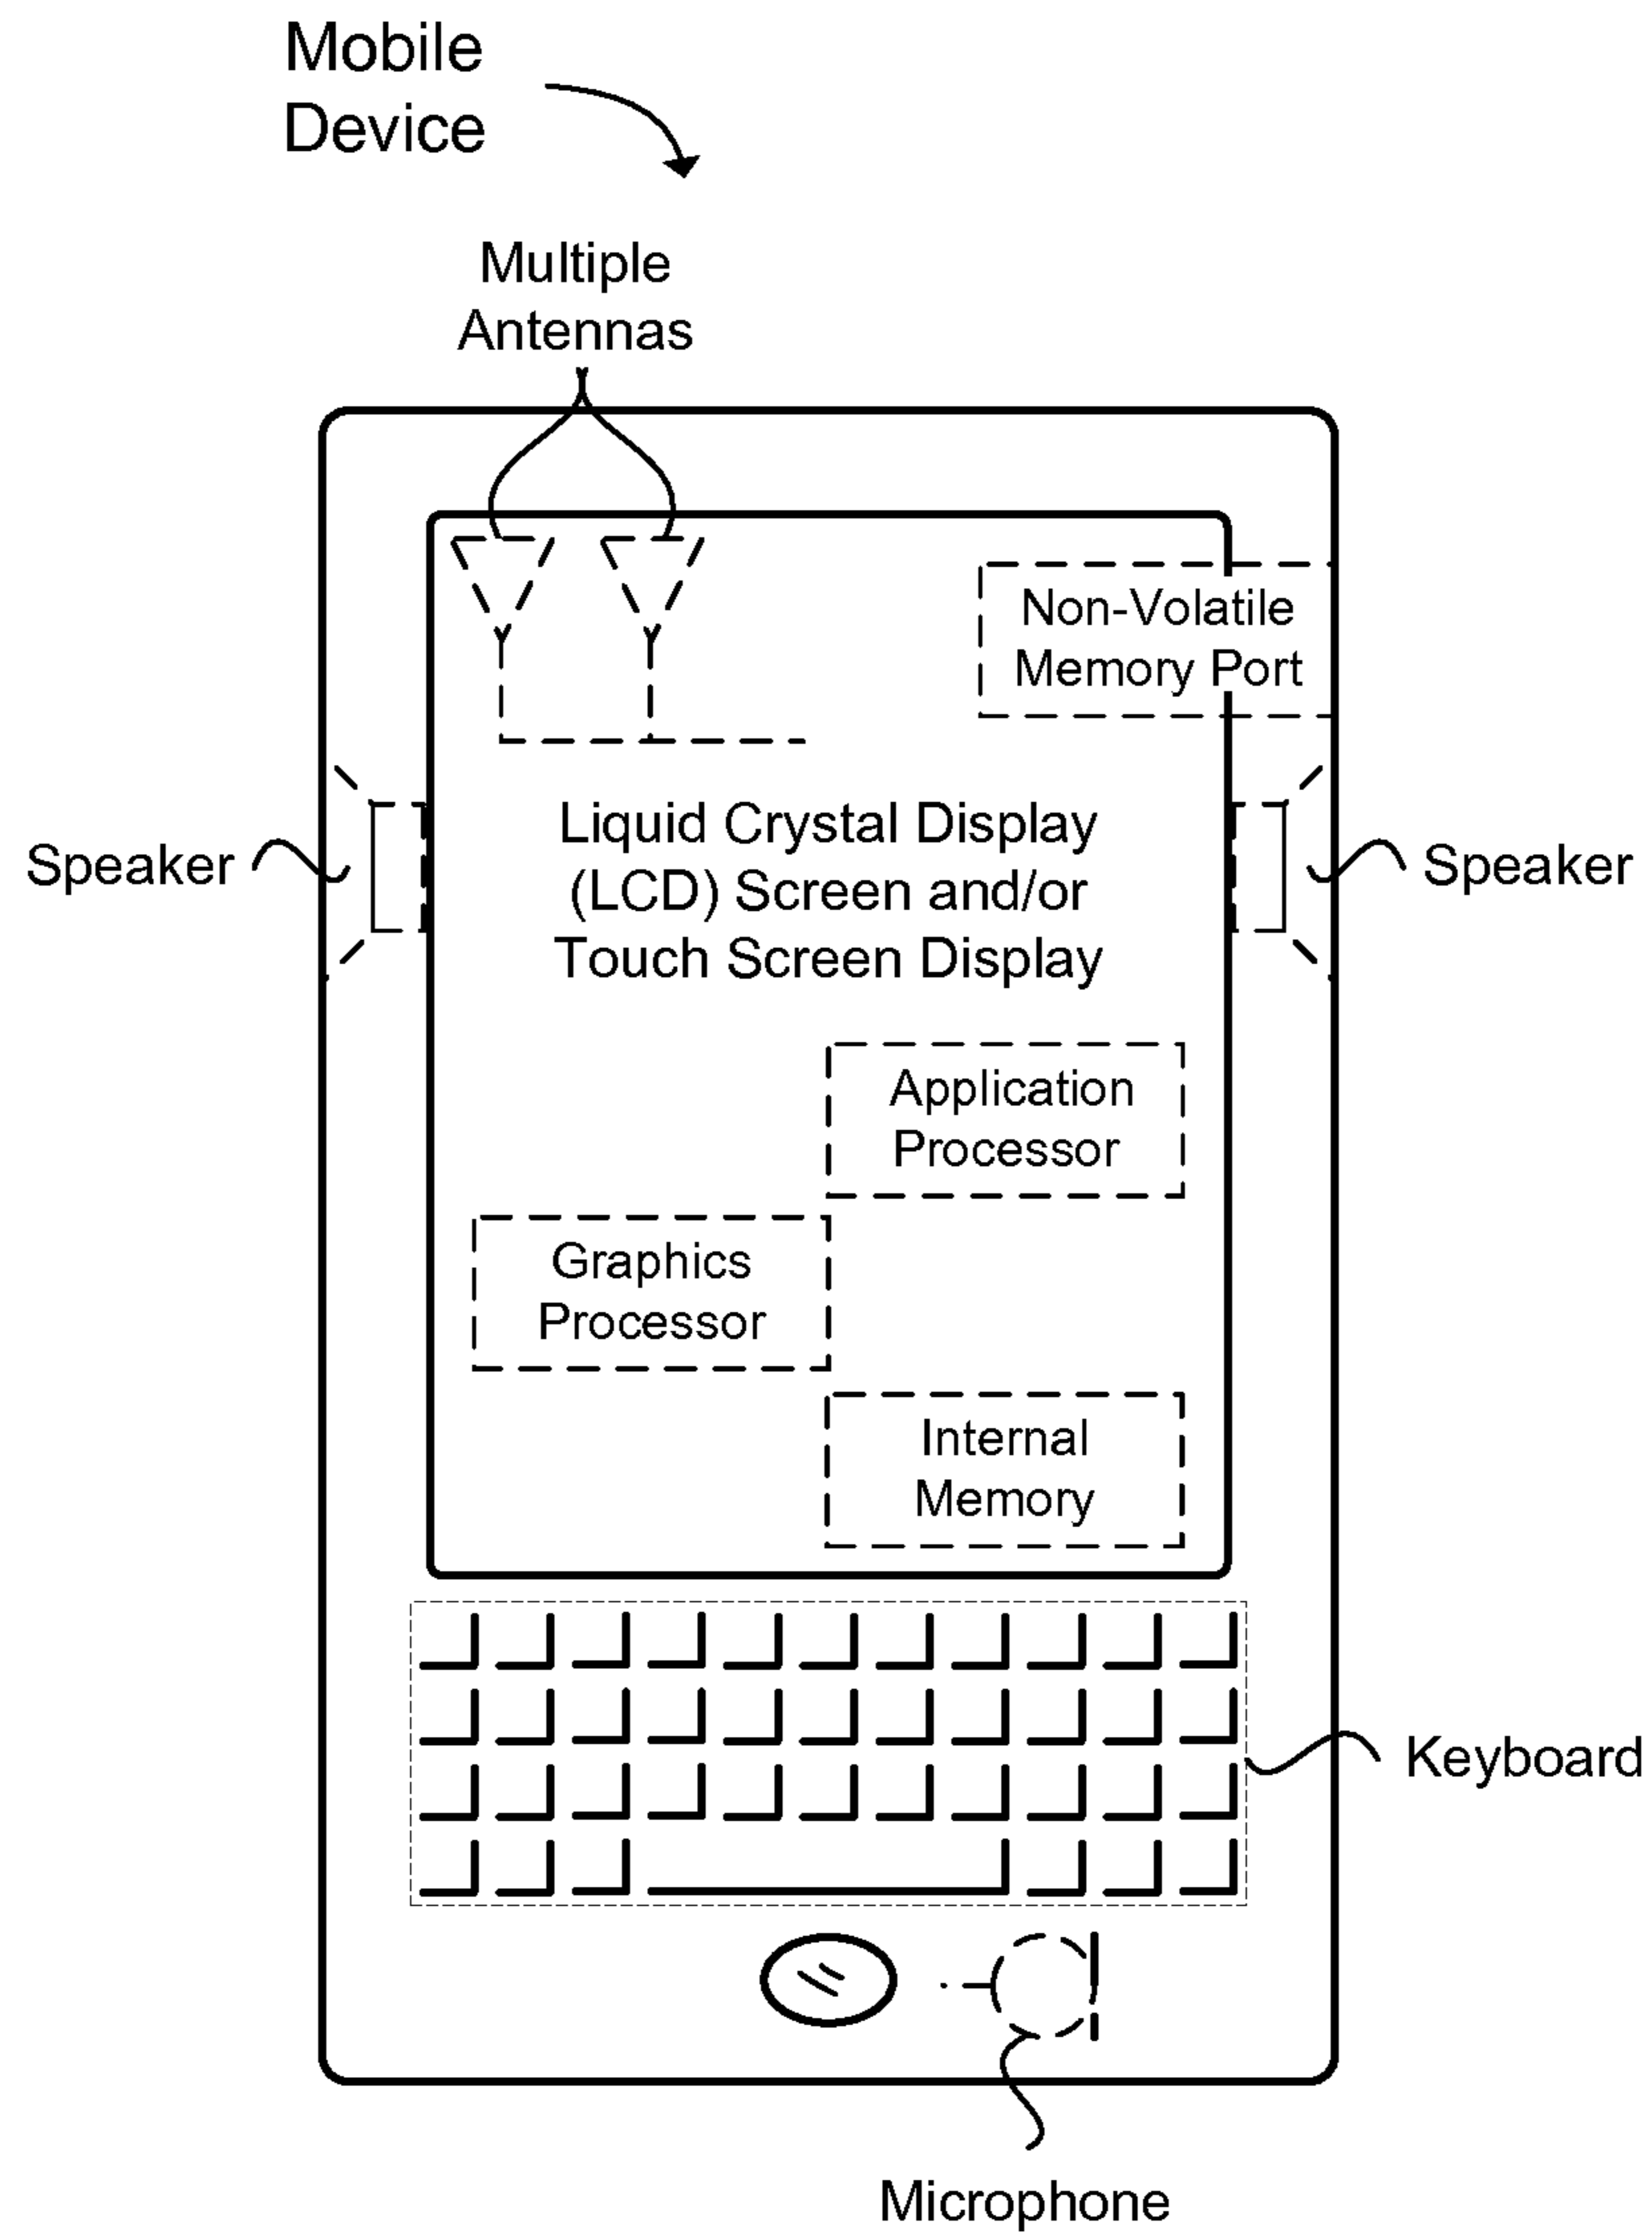 Mobile
Device
Multiple
Antennas
Non-Volatile
Memory Port
Liquid Crystal Display
(LCD) Screen and/or
Touch Screen Display
Speaker
Speaker
Application
Processor
Graphics
Processor
Internal
Memory
Keyboard
Microphone